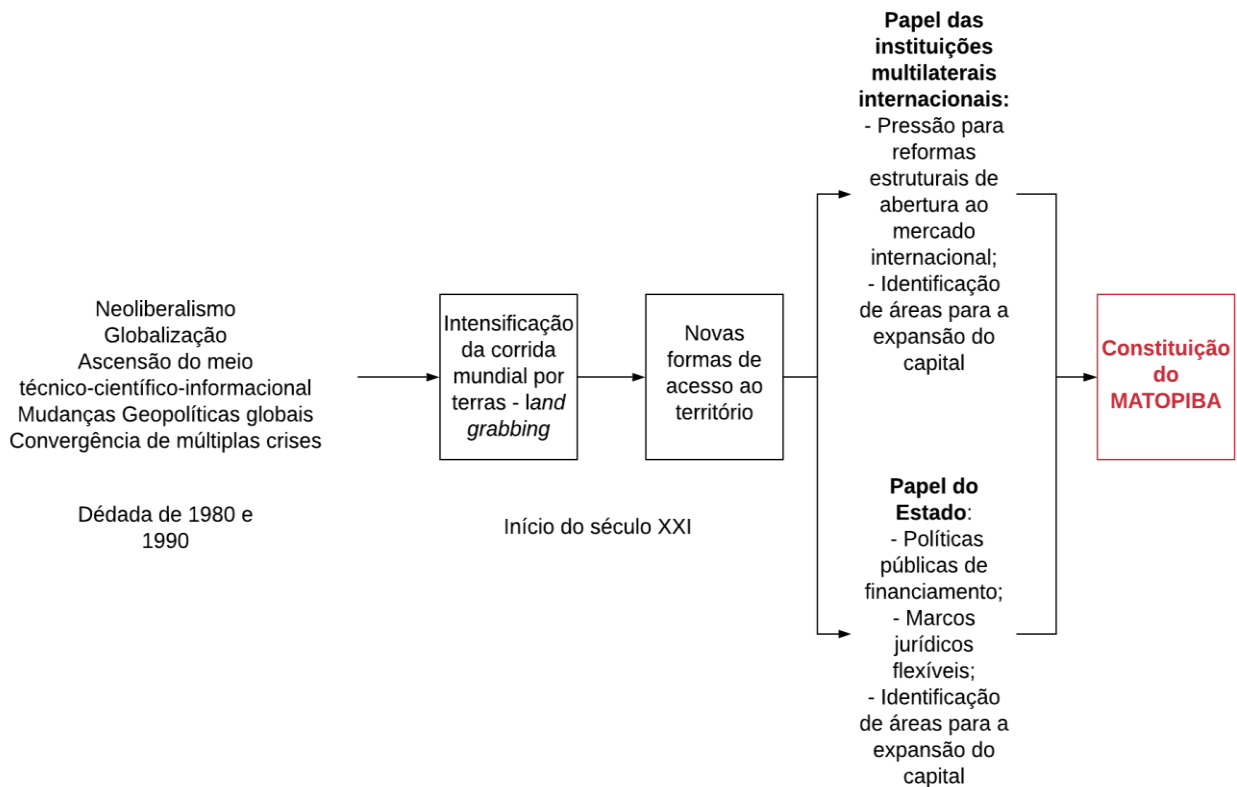 Neoliberalismo
Globalização
Ascensão do meio
técnico-científico-informacional
Mudanças Geopolíticas globais
Convergência de múltiplas crises
Dédada de 1980 e
1990
Intensificação
da corrida
mundial por
terras - land
grabbing
Novas
formas de
acesso ao
território
Início do século XXI
Papel das
instituições
multilaterais
internacionais:
- Pressão para
reformas
estruturais de
abertura ao
mercado
internacional;
- Identificação
de áreas para a
expansão do
capital
Papel do
Estado:
- Políticas
públicas de
financiamento;
- Marcos
jurídicos
flexíveis;
- Identificação
de áreas para a
expansão do
capital
Constituição
do
MATOPIBA